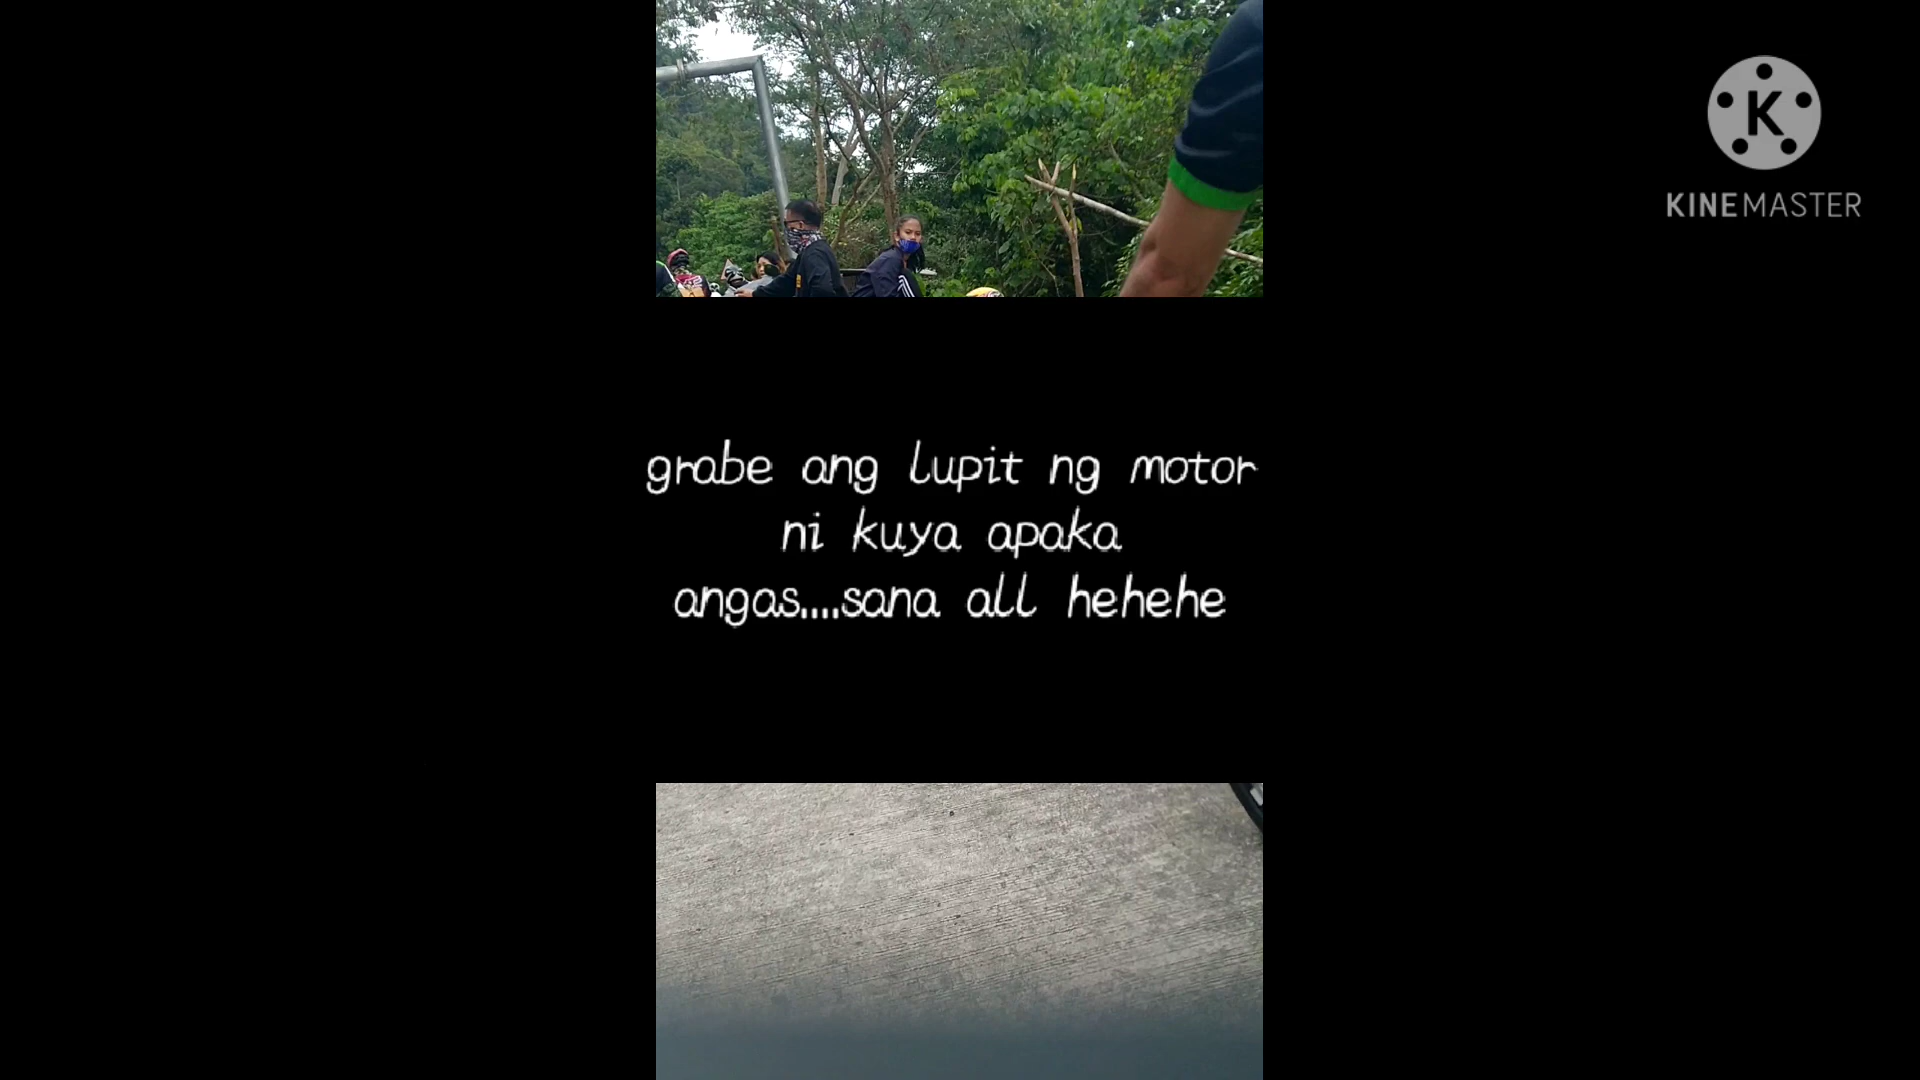 K
KINEMASTER
grabe ang lupit ng motor
ni kuya apaka
angas....sana all hehehe